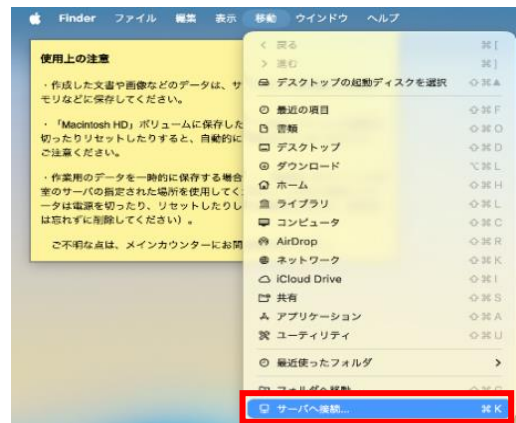 Finder ファイル 編集 表示 移動 ウインドウ ヘルプ
使用上の注意
・作成した文書や画像などのデータは、サ
モリなどに保存してください。
・「Macintosh HD」ボリュームに保存した
切ったりリセットしたりすると、自動的に
ご注意ください。
・作業用のデータを一時的に保存する場合
室のサーバの指定された場所を使用してく
ータは電源を切ったり、リセットしたりし
は忘れずに削除してください）。
ご不明な点は、メインカウンターにお問
< 戻る ⌘[
> 進む ⌘]
デスクトップの起動ディスクを選択 ⇧⌘▲
最近の項目 ⇧⌘F
書類 ⇧⌘O
デスクトップ ⇧⌘D
ダウンロード ⌥⌘L
ホーム ⇧⌘H
ライブラリ ⇧⌘L
コンピュータ ⇧⌘C
AirDrop ⇧⌘R
ネットワーク ⇧⌘K
iCloud Drive ⇧⌘I
共有 ⇧⌘S
アプリケーション ⇧⌘A
ユーティリティ ⇧⌘U
最近使ったフォルダ >
フォルダへ移動 ⇧⌘G
サーバへ接続... ⌘K